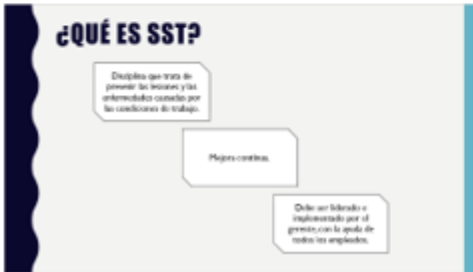 ¿QUÉ ES SST?
Disciplina que trata de
prevenir las lesiones y las
enfermedades causadas por
las condiciones de trabajo.
Mejora continua.
Debe ser liderado e
implementado por el
gerente, con la ayuda de
todos los empleados.